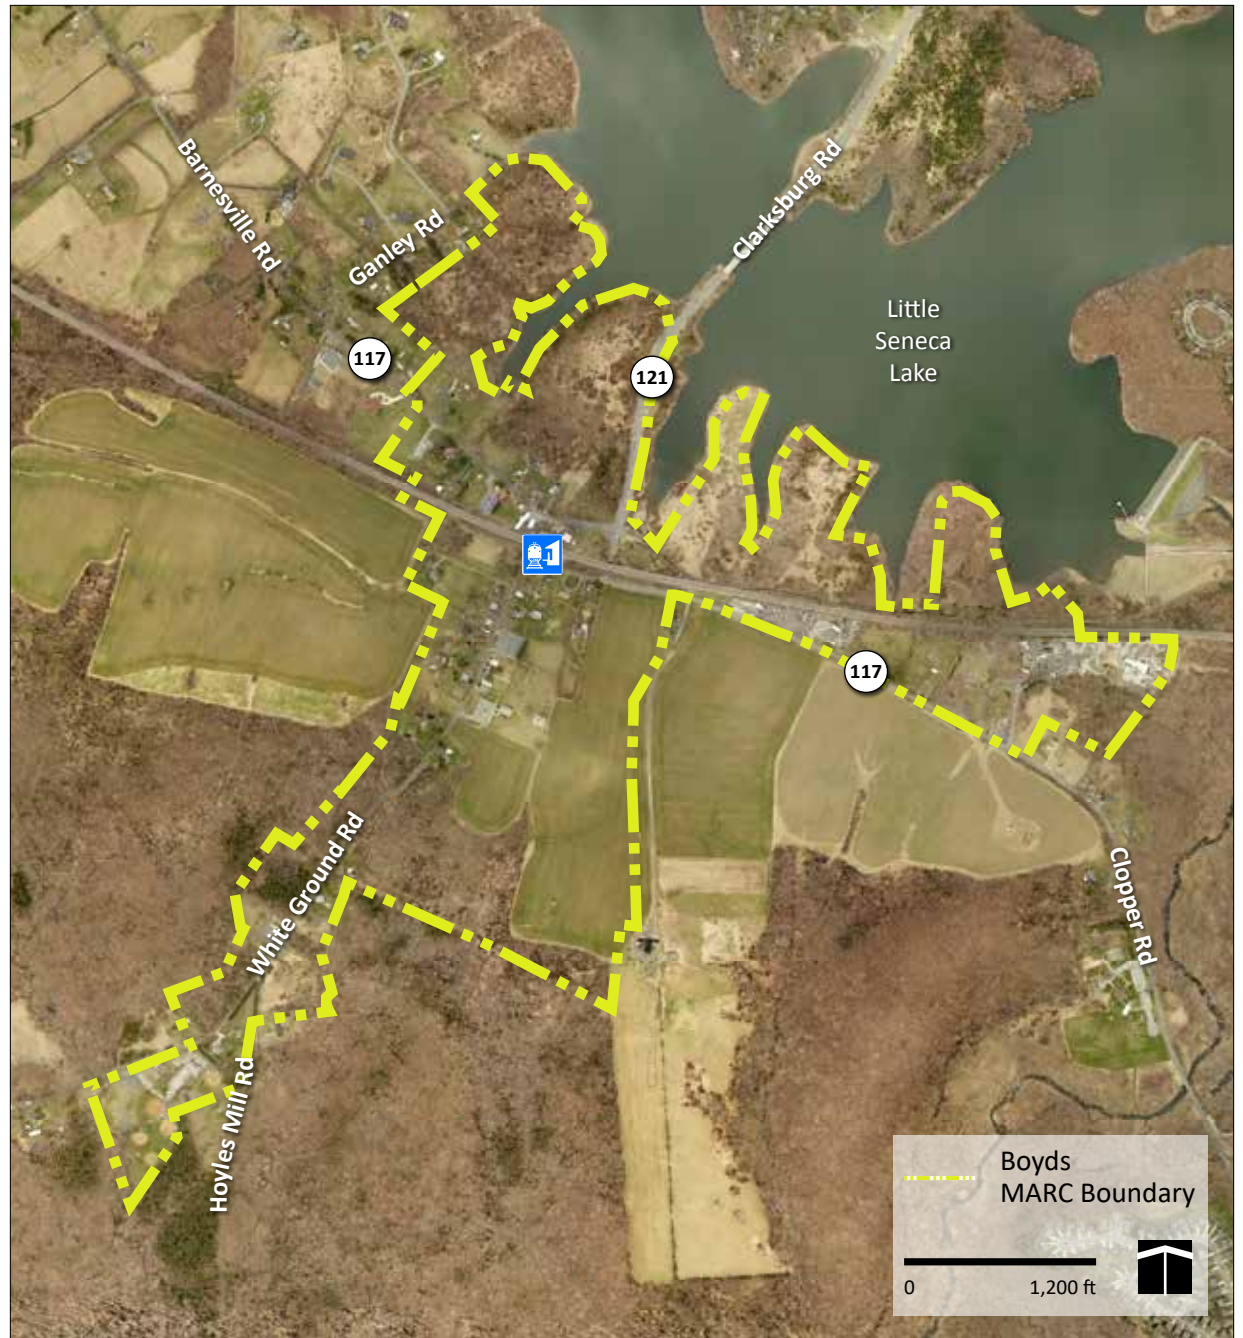 Barnesville Rd
Ganley Rd
Clarksburg Rd
Little
Seneca
Lake
117
121
117
White Ground Rd
Clopper Rd
Hoyles Mill Rd
Boyds
MARC Boundary
0 1,200 ft